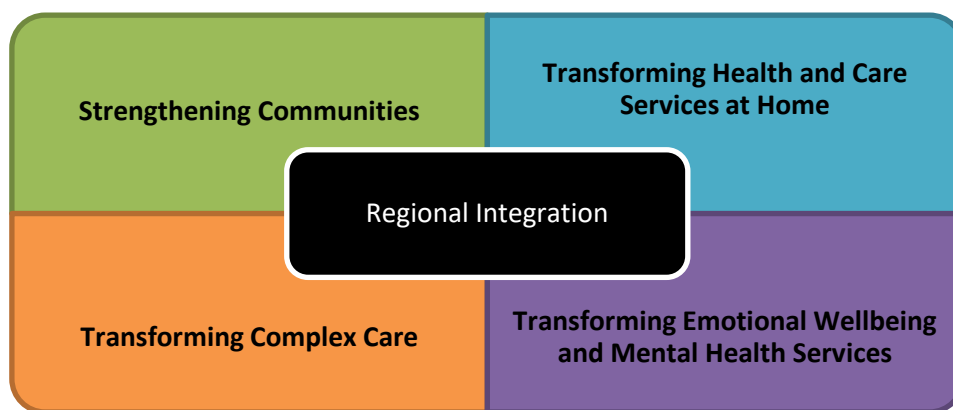 Strengthening Communities
Transforming Health and Care
Services at Home
Regional Integration
Transforming Complex Care
Transforming Emotional Wellbeing
and Mental Health Services